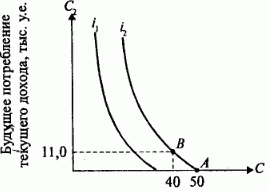 Будущее потребление
текущего дохода, тыс. у.е.
C₂
i₁
i₂
11,0
B
A
40
50
C